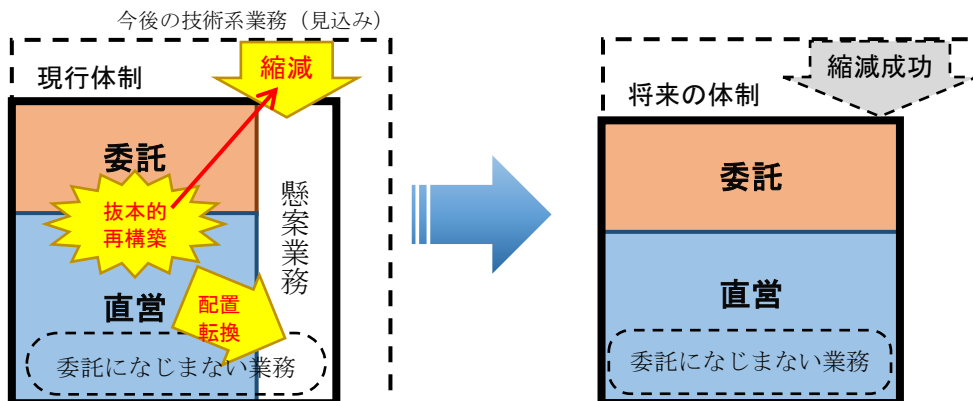 今後の技術系業務（見込み）
現行体制
縮減
委託
抜本的
再構築
懸案業務
直営
配置
転換
委託になじまない業務
縮減成功
将来の体制
委託
直営
委託になじまない業務